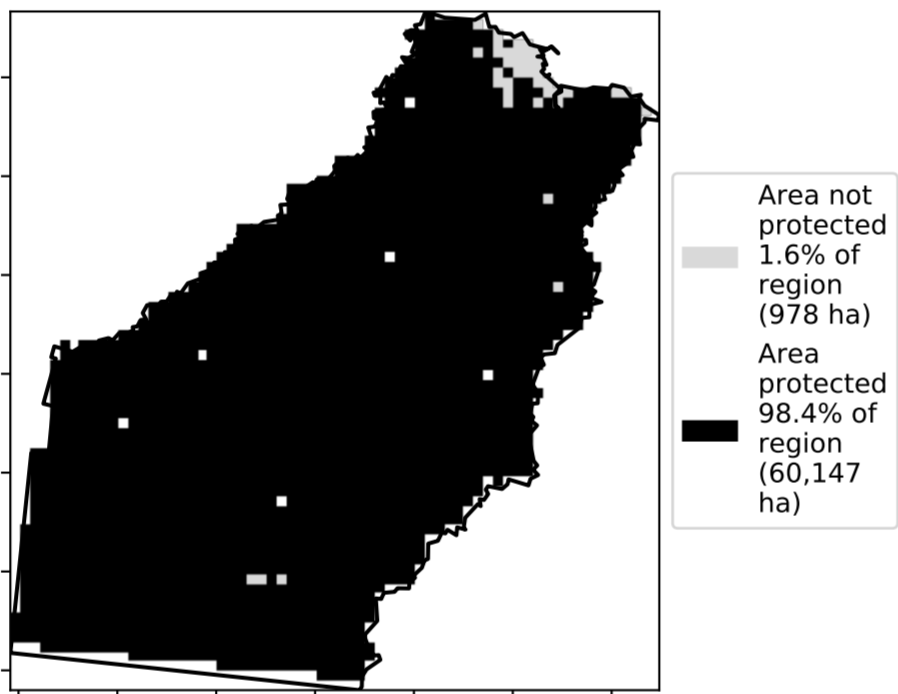 Area not
protected
1.6% of
region
(978 ha)
Area
protected
98.4% of
region
(60,147
ha)